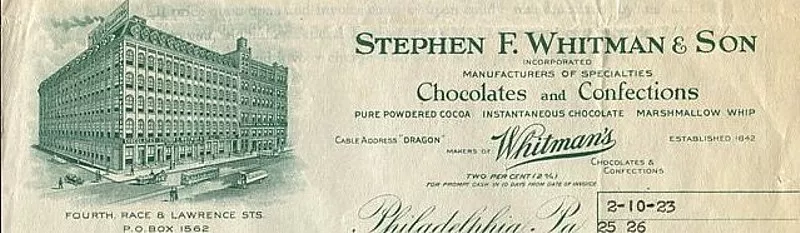 STEPHEN F. WHITMAN & SON
INCORPORATED
MANUFACTURERS OF SPECIALTIES
Chocolates and Confections
PURE POWDERED COCOA INSTANTANEOUS CHOCOLATE MARSHMALLOW WHIP
CABLE ADDRESS "DRAGON"
MAKERS OF Whitman's
ESTABLISHED 1842
CHOCOLATES &
CONFECTIONS
TWO PER CENT (2%)
FOR PROMPT CASH IN 10 DAYS FROM DATE OF INVOICE
FOURTH, RACE & LAWRENCE STS.
P.O. BOX 1562
Philadelphia, Pa
2-10-23
25 26